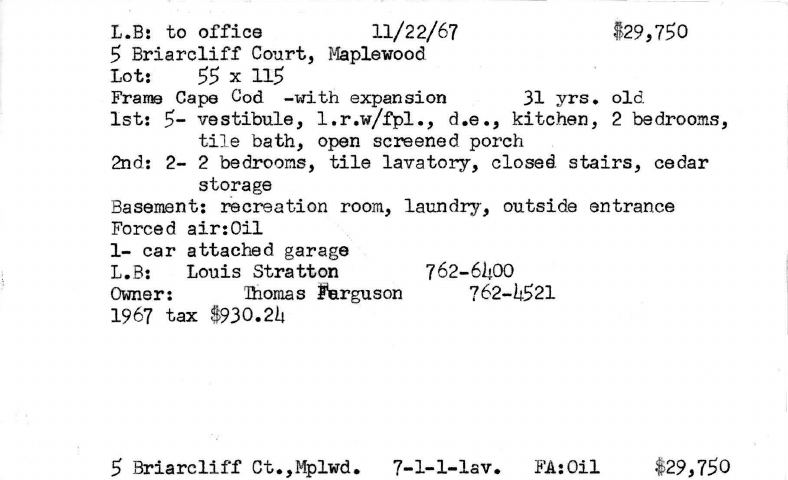 L.B: to office 11/22/67 $29,750
5 Briarcliff Court, Maplewood
Lot: 55 x 115
Frame Cape Cod -with expansion 31 yrs. old
1st: 5- vestibule, l.r.w/fpl., d.e., kitchen, 2 bedrooms,
tile bath, open screened porch
2nd: 2- 2 bedrooms, tile lavatory, closed stairs, cedar
storage
Basement: recreation room, laundry, outside entrance
Forced air:Oil
1- car attached garage
L.B: Louis Stratton 762-6400
Owner: Thomas Ferguson 762-4521
1967 tax $930.24
5 Briarcliff Ct.,Mplwd. 7-1-1-lav. FA:Oil $29,750